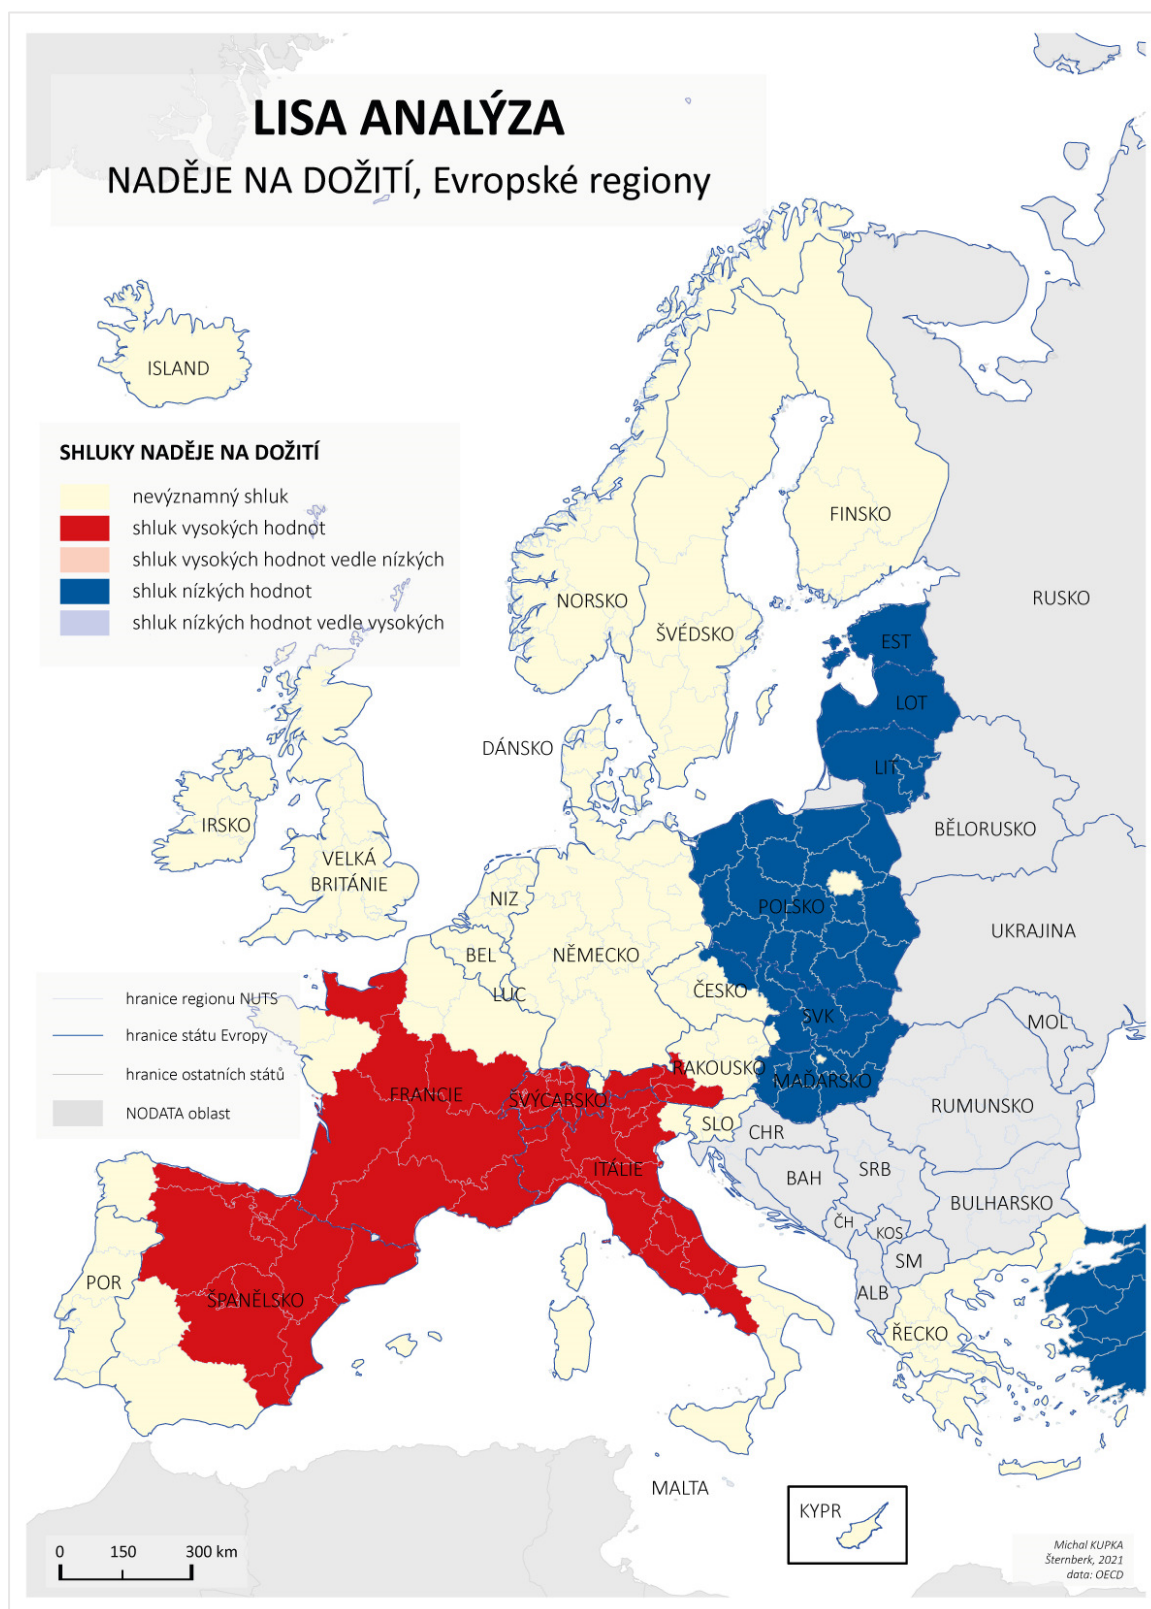 LISA ANALÝZA
NADĚJE NA DOŽITÍ, Evropské regiony
ISLAND
SHLUKY NADĚJE NA DOŽITÍ
nevýznamný shluk
shluk vysokých hodnot
shluk vysokých hodnot vedle nízkých
shluk nízkých hodnot
shluk nízkých hodnot vedle vysokých
FINSKO
NORSKO
ŠVÉDSKO
RUSKO
EST
LOT
LIT
DÁNSKO
IRSKO
VELKÁ
BRITÁNIE
BĚLORUSKO
NIZ
POLSKO
BEL
NĚMECKO
UKRAJINA
LUC
ČESKO
SVK
MOL
hranice regionu NUTS
hranice státu Evropy
hranice ostatních států
NODATA oblast
FRANCIE
ŠVÝCARSKO
RAKOUSKO
MAĎARSKO
RUMUNSKO
SLO
CHR
ITÁLIE
BAH
SRB
BULHARSKO
ČH
KOS
SM
ALB
POR
ŠPANĚLSKO
ŘECKO
MALTA
KYPR
0 150 300 km
Michal KUPKA
Šternberk, 2021
data: OECD